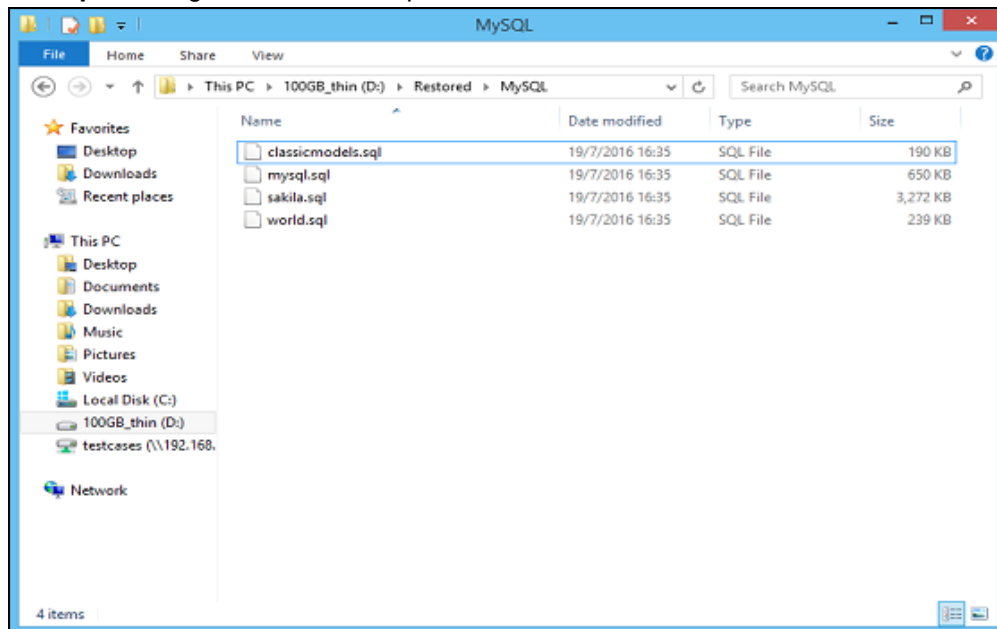 MySQL
File Home Share View
This PC ▸ 100GB_thin (D:) ▸ Restored ▸ MySQL
Search MySQL
Name Date modified Type Size
classicmodels.sql 19/7/2016 16:35 SQL File 190 KB
mysql.sql 19/7/2016 16:35 SQL File 650 KB
sakila.sql 19/7/2016 16:35 SQL File 3,272 KB
world.sql 19/7/2016 16:35 SQL File 239 KB
Favorites
Desktop
Downloads
Recent places
This PC
Desktop
Documents
Downloads
Music
Pictures
Videos
Local Disk (C:)
100GB_thin (D:)
testcases (\\192.168.
Network
4 items